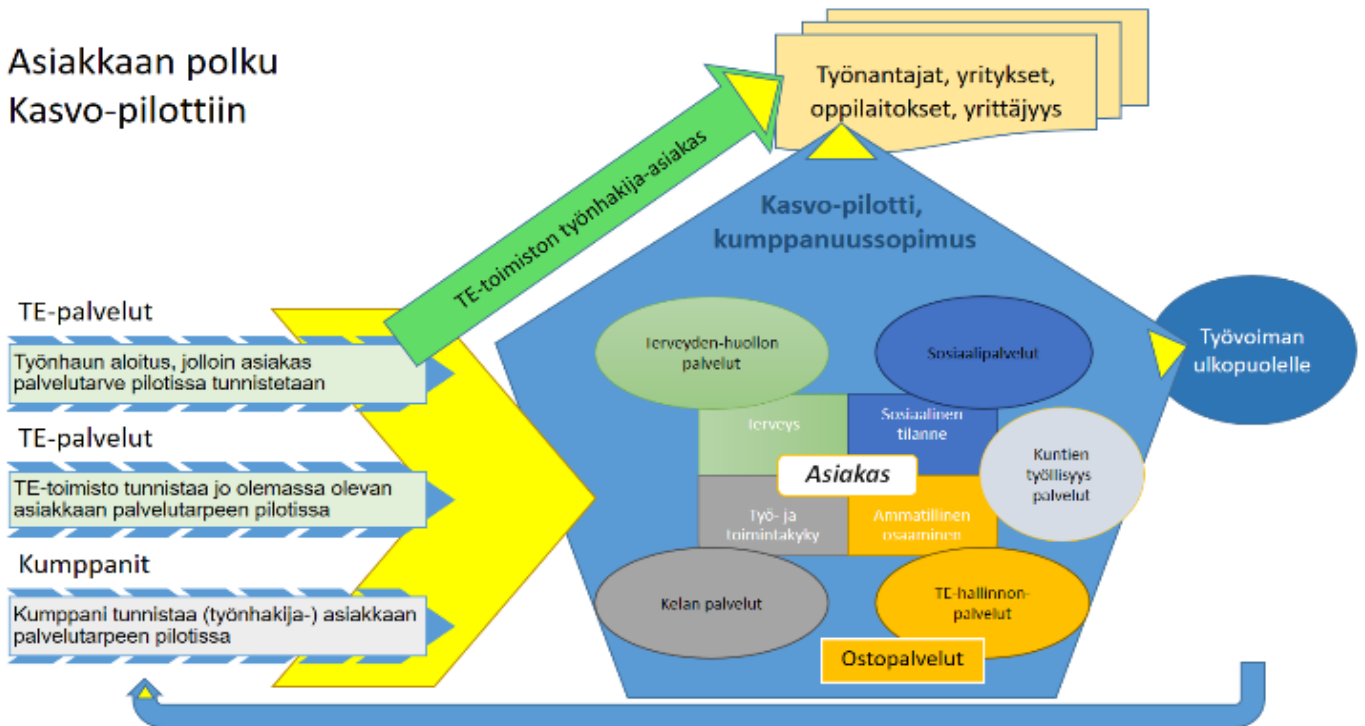 Asiakkaan polku
Kasvo-pilottiin
Työnantajat, yritykset,
oppilaitokset, yrittäjyys
TE-toimiston työnhakija-asiakas
Kasvo-pilotti,
kumppanuussopimus
TE-palvelut
Työnhaun aloitus, jolloin asiakas
palvelutarve pilotissa tunnistetaan
TE-palvelut
TE-toimisto tunnistaa jo olemassa olevan
asiakkaan palvelutarpeen pilotissa
Kumppanit
Kumppani tunnistaa (työnhakija-) asiakkaan
palvelutarpeen pilotissa
Terveyden-huollon
palvelut
Sosiaalipalvelut
Työvoiman
ulkopuolelle
Terveys
Sosiaalinen
tilanne
Asiakas
Kuntien
työllisyys
palvelut
Työ- ja
toimintakyky
Ammatillinen
osaaminen
Kelan palvelut
TE-hallinnon-
palvelut
Ostopalvelut